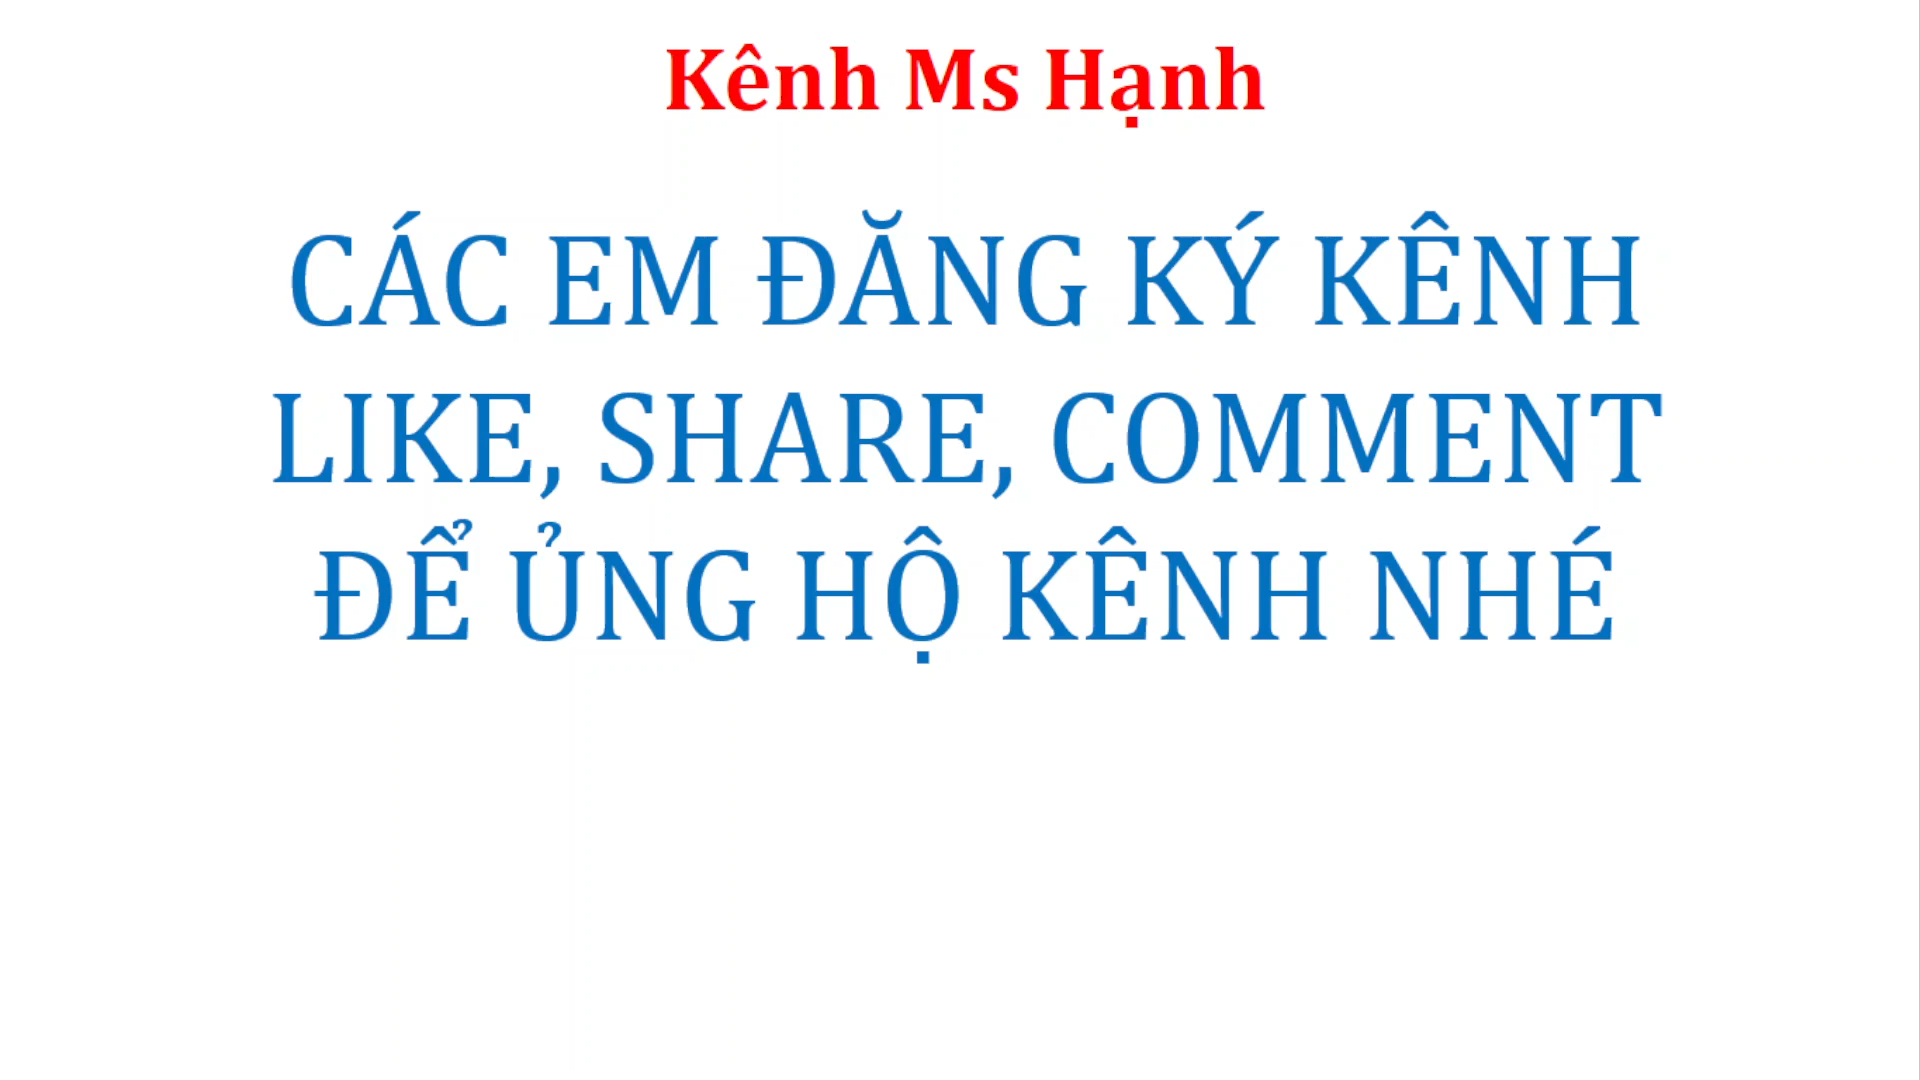 Kênh Ms Hạnh
CÁC EM ĐĂNG KÝ KÊNH
LIKE, SHARE, COMMENT
ĐỂ ỦNG HỘ KÊNH NHÉ